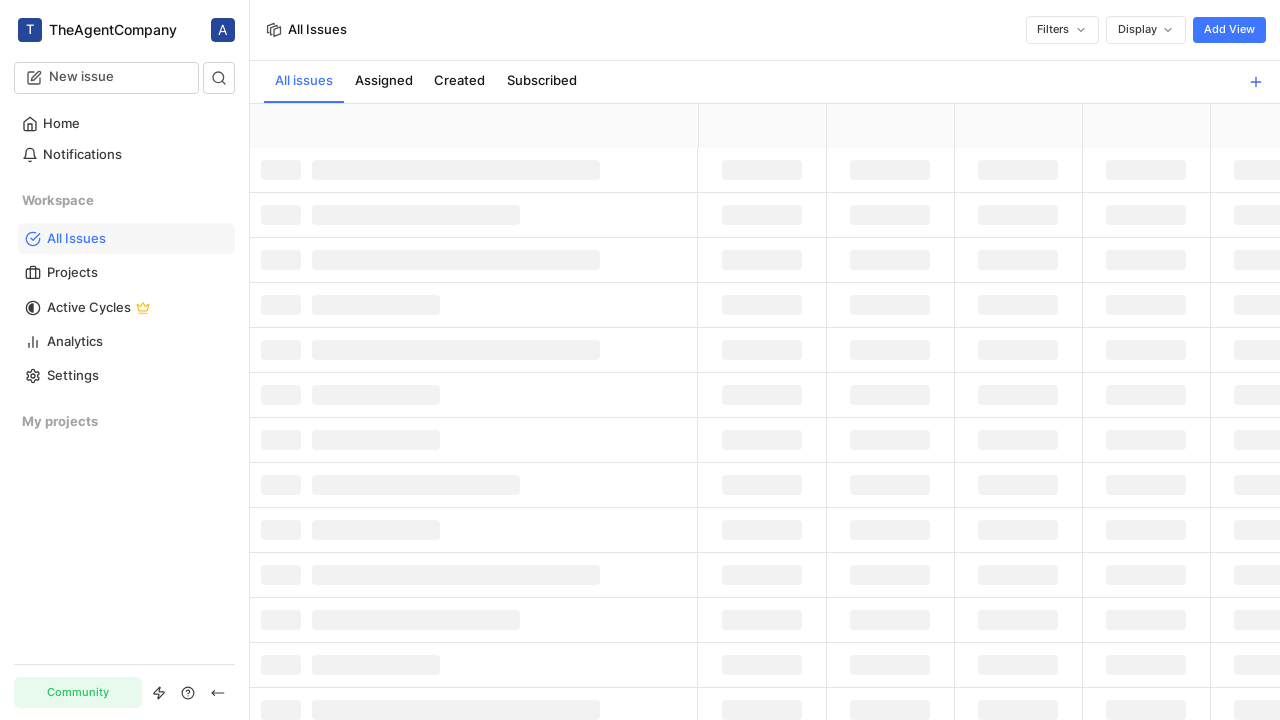 T TheAgentCompany A
New issue
Home
Notifications
Workspace
All Issues
Projects
Active Cycles
Analytics
Settings
My projects
Community
All Issues
Filters
Display
Add View
All issues
Assigned
Created
Subscribed